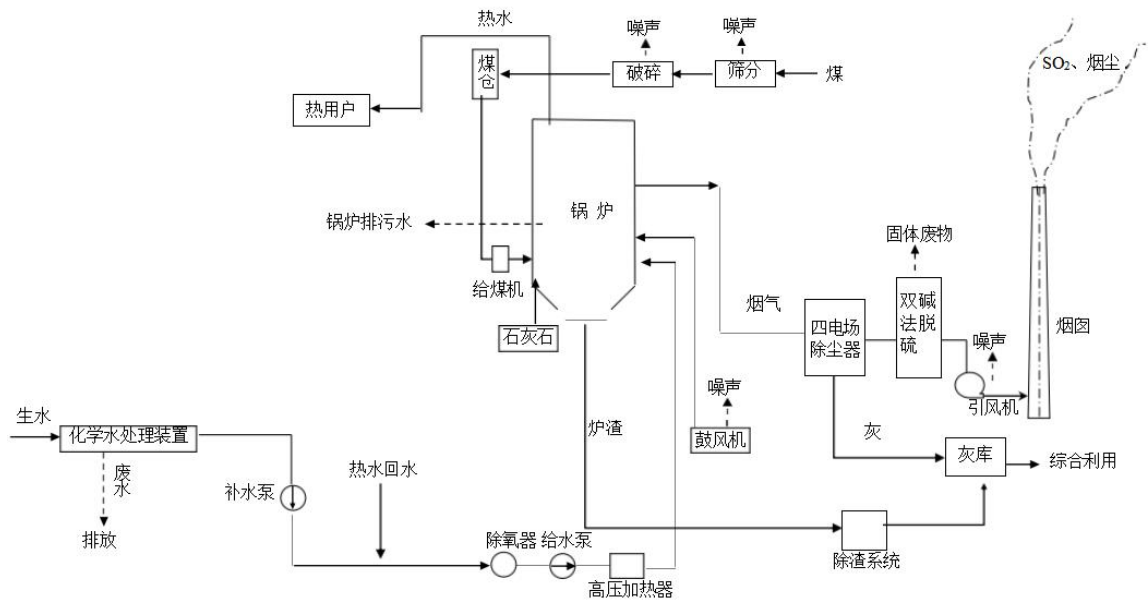 热水
噪声
噪声
SO₂、烟尘
煤仓
破碎
筛分
煤
热用户
锅炉
锅炉排污水
固体废物
给煤机
烟气
四电场
除尘器
双碱
法脱
硫
烟囱
石灰石
噪声
噪声
引风机
生水
化学水处理装置
炉渣
鼓风机
灰
灰库
综合利用
废水
热水回水
补水泵
排放
除氧器
给水泵
高压加热器
除渣系统